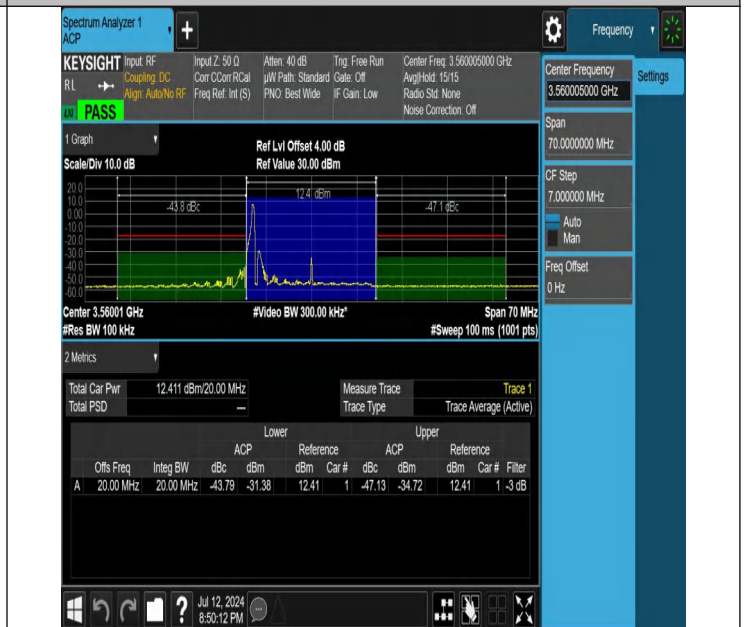 Spectrum Analyzer 1
ACP
+
Frequency
KEYSIGHT
RL
PASS
Input: RF
Coupling: DC
Align: Auto/No RF
Input Z: 50 Ω
Corr CCorr RCal
Freq Ref: Int (S)
Atten: 40 dB
µW Path: Standard
PNO: Best Wide
Trig: Free Run
Gate: Off
IF Gain: Low
Center Freq: 3.560005000 GHz
Avg|Hold: 15/15
Radio Std: None
Noise Correction: Off
Center Frequency
3.560005000 GHz
Settings
Span
70.0000000 MHz
CF Step
7.000000 MHz
Auto
Man
Freq Offset
0 Hz
1 Graph
Scale/Div 10.0 dB
Ref Lvl Offset 4.00 dB
Ref Value 30.00 dBm
20.0
10.0
0.00
-10.0
-20.0
-30.0
-40.0
-50.0
-60.0
-43.8 dBc
12.4 dBm
-47.1 dBc
Center 3.56001 GHz
#Video BW 300.00 kHz*
Span 70 MHz
#Res BW 100 kHz
#Sweep 100 ms (1001 pts)
2 Metrics
Total Car Pwr 12.411 dBm/20.00 MHz
Total PSD ---
Measure Trace Trace 1
Trace Type Trace Average (Active)
Lower Upper
ACP Reference ACP Reference
Offs Freq Integ BW dBc dBm dBm Car # dBc dBm dBm Car # Filter
A 20.00 MHz 20.00 MHz -43.79 -31.38 12.41 1 -47.13 -34.72 12.41 1 -3 dB
?
Jul 12, 2024
8:50:12 PM